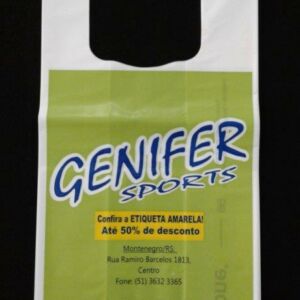 GENIFER
SPORTS
Confira a ETIQUETA AMARELA!
Até 50% de desconto
Montenegro/RS.
Rua Ramiro Barcelos 1813,
Centro
Fone: (51) 3632 3365